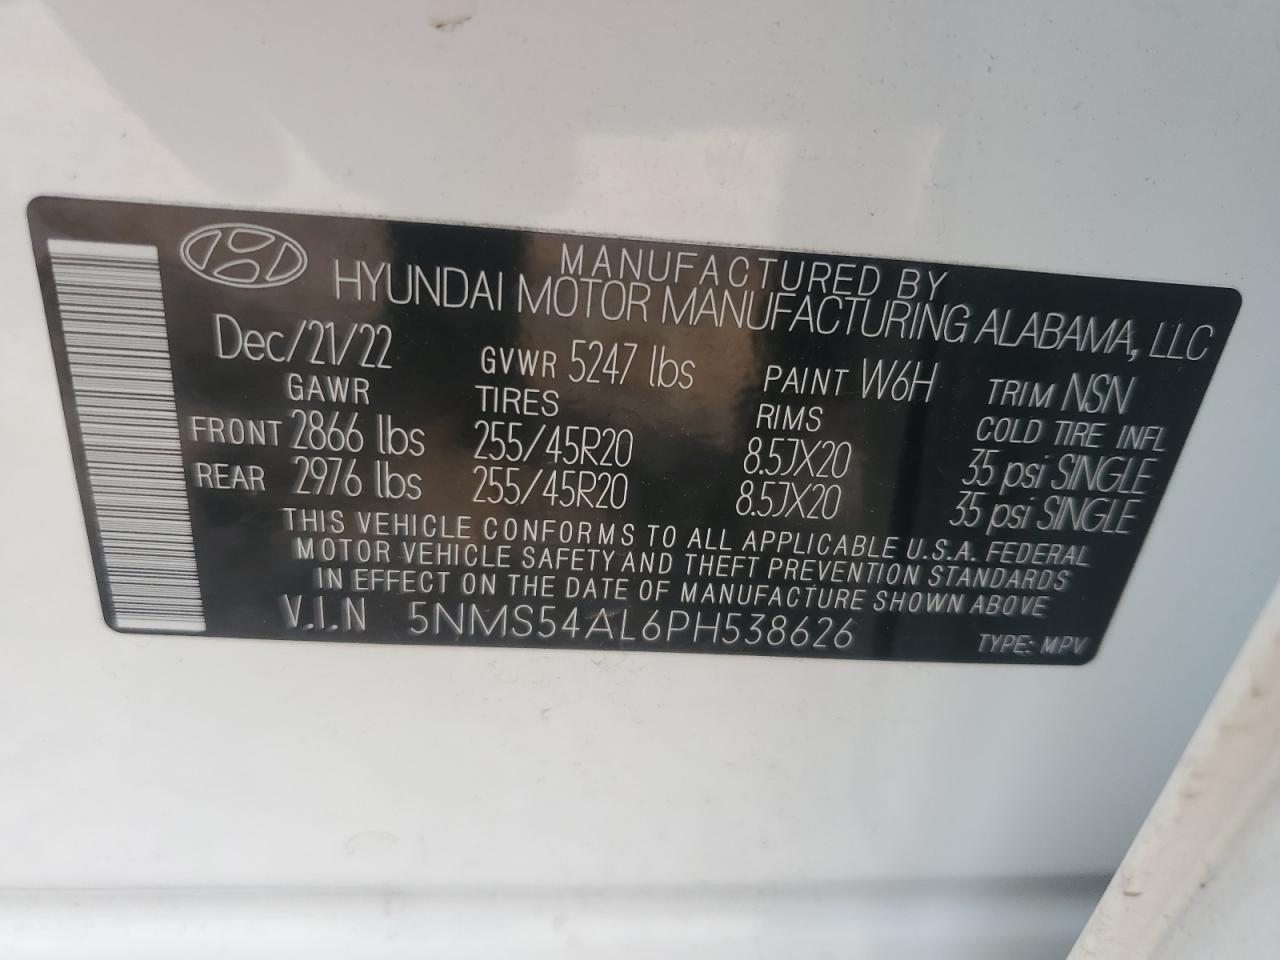 MANUFACTURED BY
HYUNDAI MOTOR MANUFACTURING ALABAMA, LLC
Dec/21/22 GVWR 5247 lbs PAINT W6H TRIM NSN
GAWR TIRES RIMS COLD TIRE INFL
FRONT 2866 lbs 255/45R20 8.5JX20 35 psi SINGLE
REAR 2976 lbs 255/45R20 8.5JX20 35 psi SINGLE
THIS VEHICLE CONFORMS TO ALL APPLICABLE U.S.A. FEDERAL
MOTOR VEHICLE SAFETY AND THEFT PREVENTION STANDARDS
IN EFFECT ON THE DATE OF MANUFACTURE SHOWN ABOVE
V.I.N 5NMS54AL6PH538626 TYPE: MPV